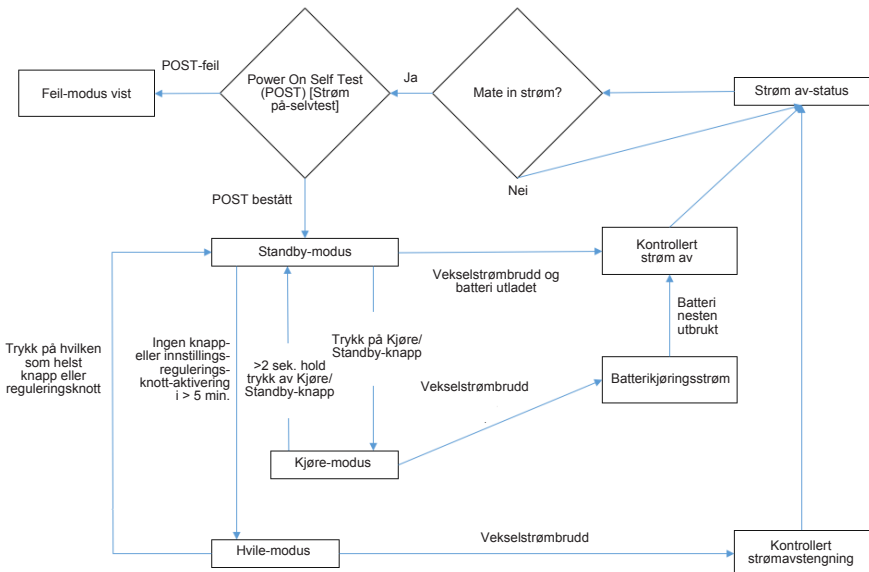 POST-feil
Feil-modus vist
Power On Self Test
(POST) [Strøm
på-selvtest]
Ja
Mate in strøm?
Strøm av-status
Nei
POST bestått
Standby-modus
Vekselstrømbrudd og
batteri utladet
Kontrollert
strøm av
Trykk på hvilken
som helst
knapp eller
reguleringsknott
Ingen knapp-
eller innstillings-
regulerings-
knott-aktivering
i > 5 min.
>2 sek. hold
trykk av Kjøre/
Standby-knapp
Trykk på Kjøre/
Standby-knapp
Batteri
nesten
utbrukt
Vekselstrømbrudd
Batterikjøringsstrøm
Kjøre-modus
Hvile-modus
Vekselstrømbrudd
Kontrollert
strømavstengning